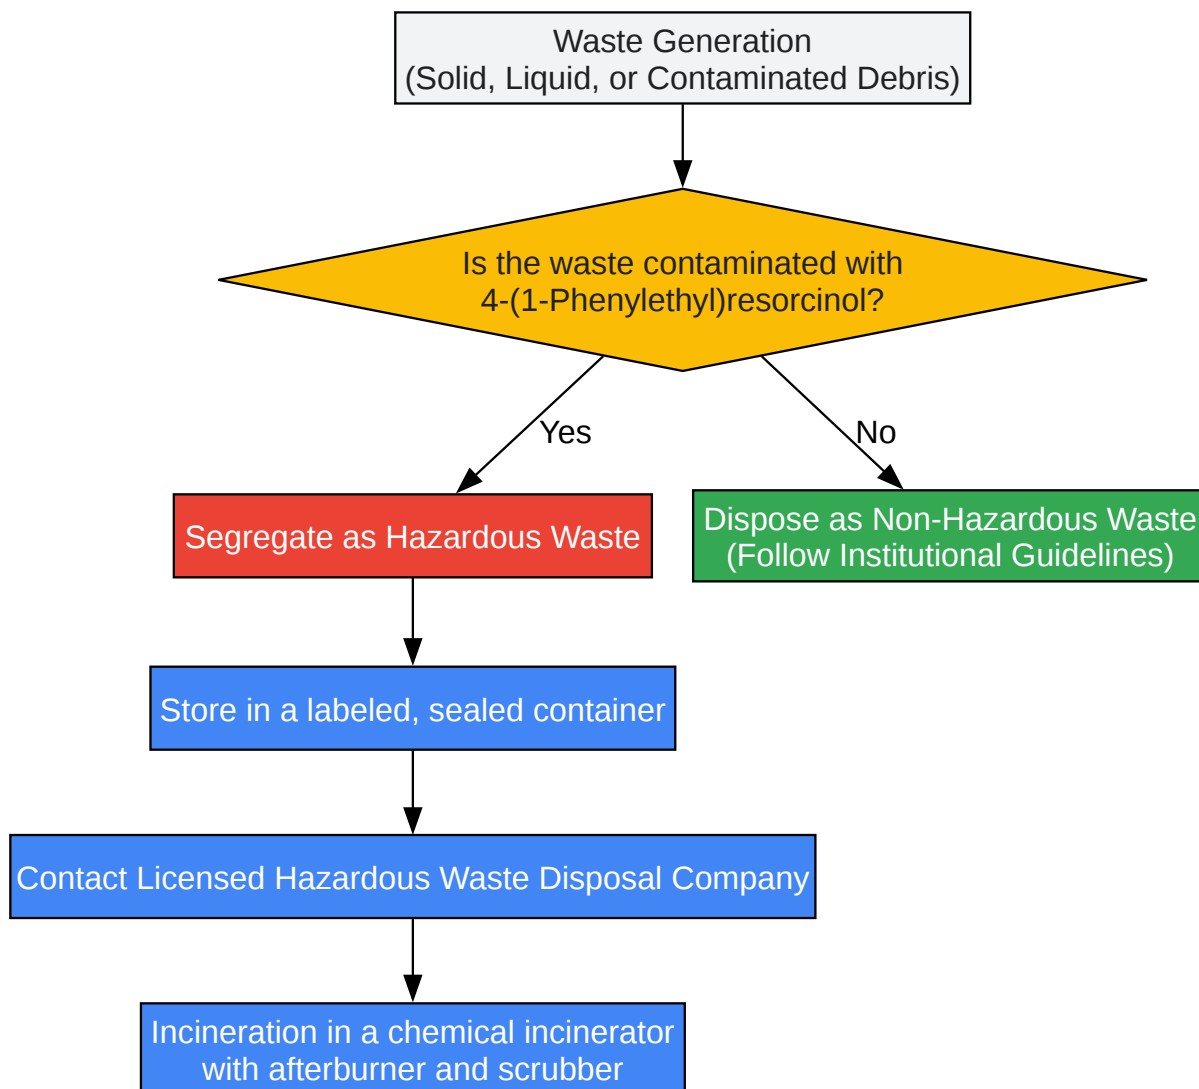 Waste Generation
(Solid, Liquid, or Contaminated Debris)
Is the waste contaminated with
4-(1-Phenylethyl)resorcinol?
Yes
No
Segregate as Hazardous Waste
Dispose as Non-Hazardous Waste
(Follow Institutional Guidelines)
Store in a labeled, sealed container
Contact Licensed Hazardous Waste Disposal Company
Incineration in a chemical incinerator
with afterburner and scrubber